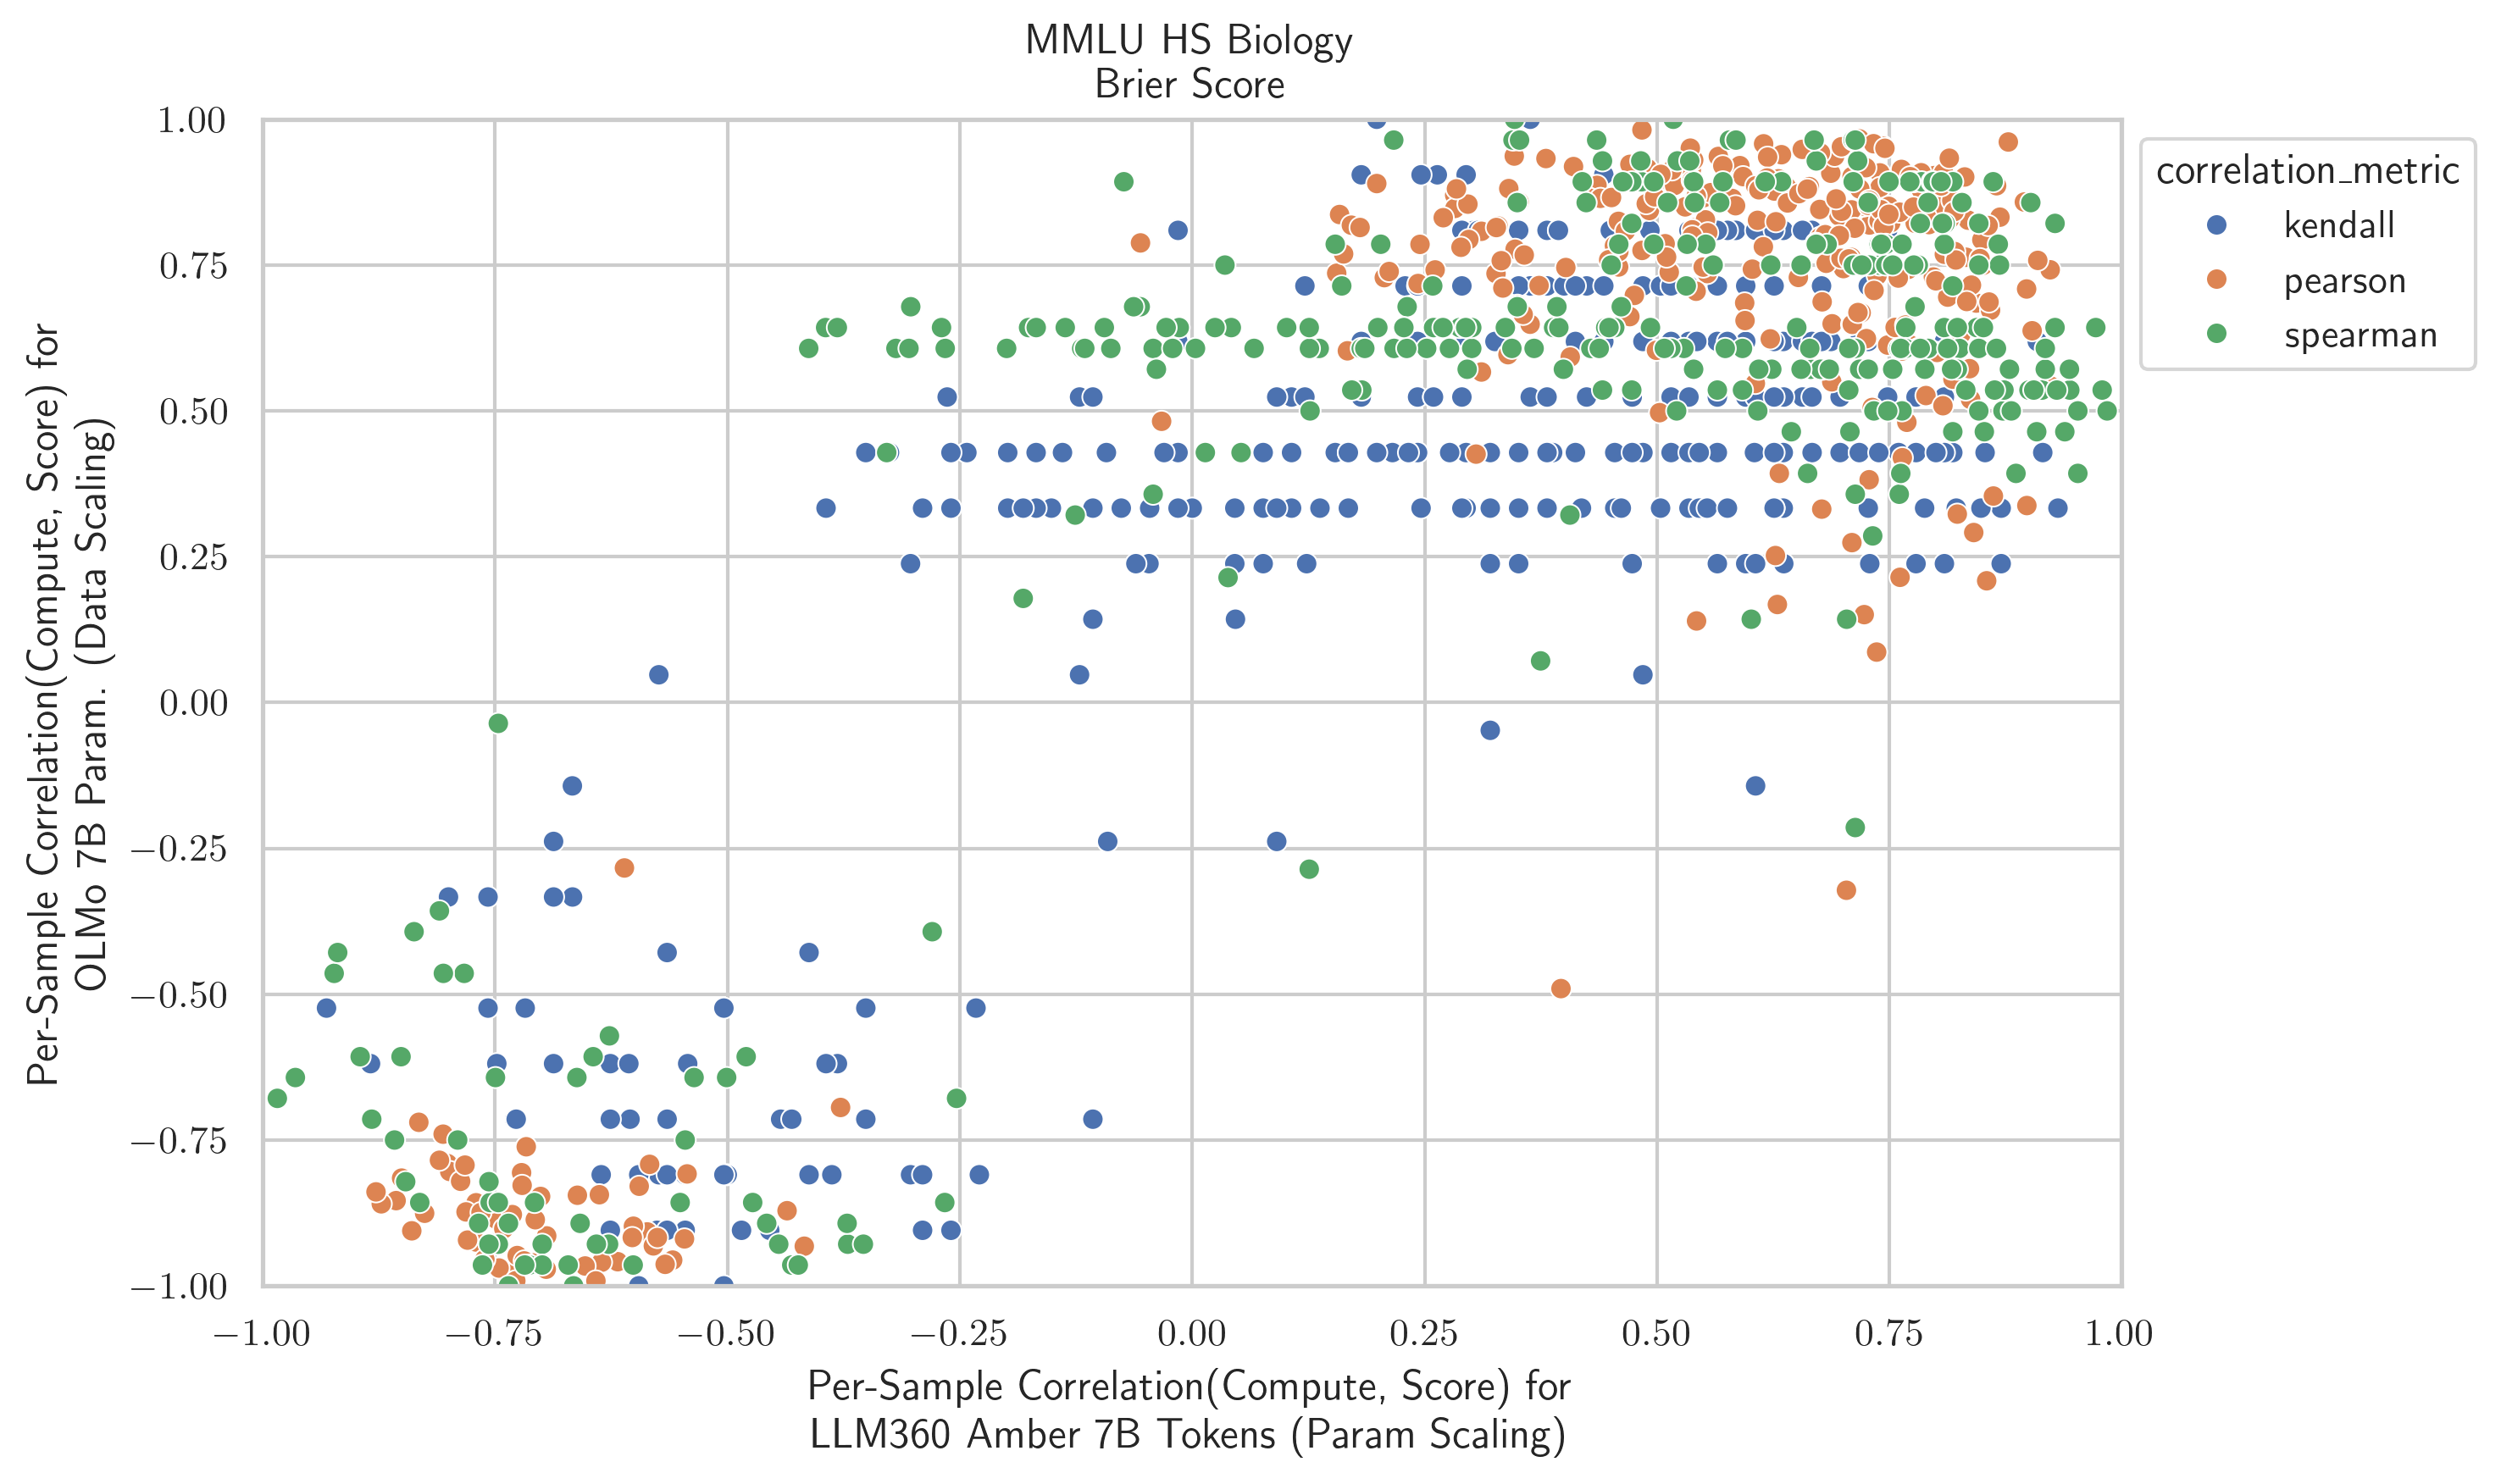 MMLU HS Biology
Brier Score
Per-Sample Correlation(Compute, Score) for
OLMo 7B Param. (Data Scaling)
1.00
0.75
0.50
0.25
0.00
−0.25
−0.50
−0.75
−1.00
−1.00
−0.75
−0.50
−0.25
0.00
0.25
0.50
0.75
1.00
Per-Sample Correlation(Compute, Score) for
LLM360 Amber 7B Tokens (Param Scaling)
correlation_metric
kendall
pearson
spearman